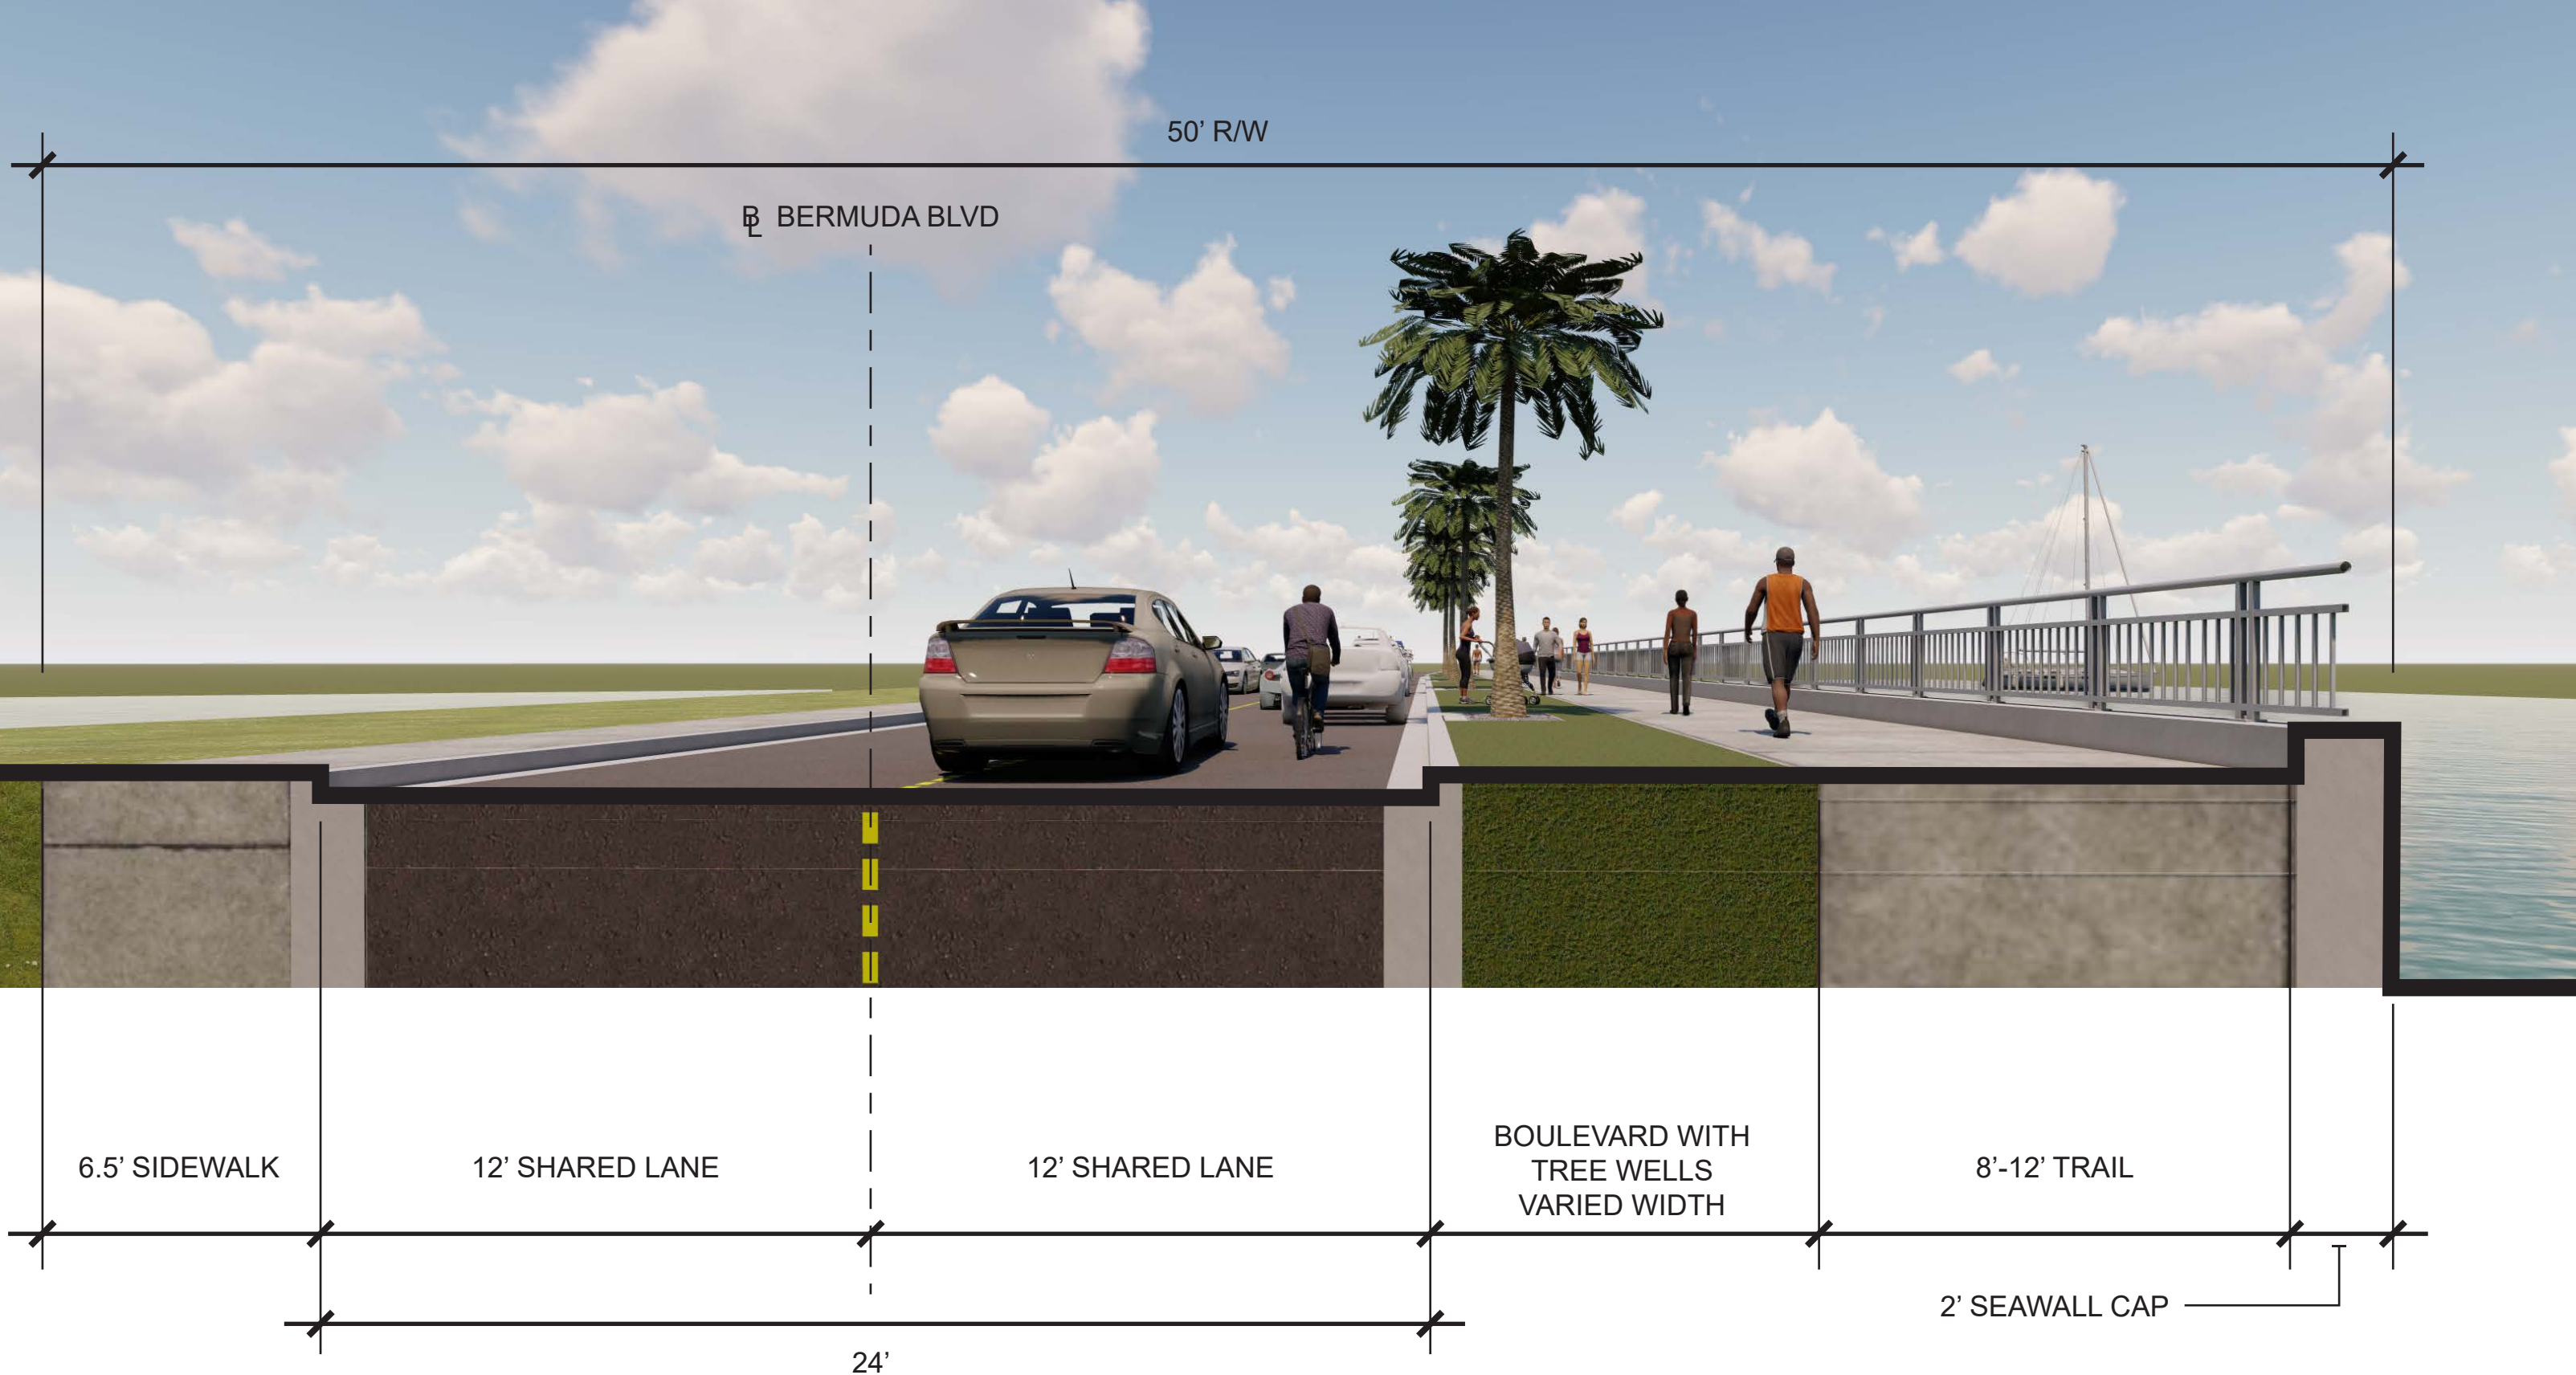 50’ R/W
BL BERMUDA BLVD
6.5’ SIDEWALK
12’ SHARED LANE
12’ SHARED LANE
BOULEVARD WITH
TREE WELLS
VARIED WIDTH
8’-12’ TRAIL
2’ SEAWALL CAP
24’